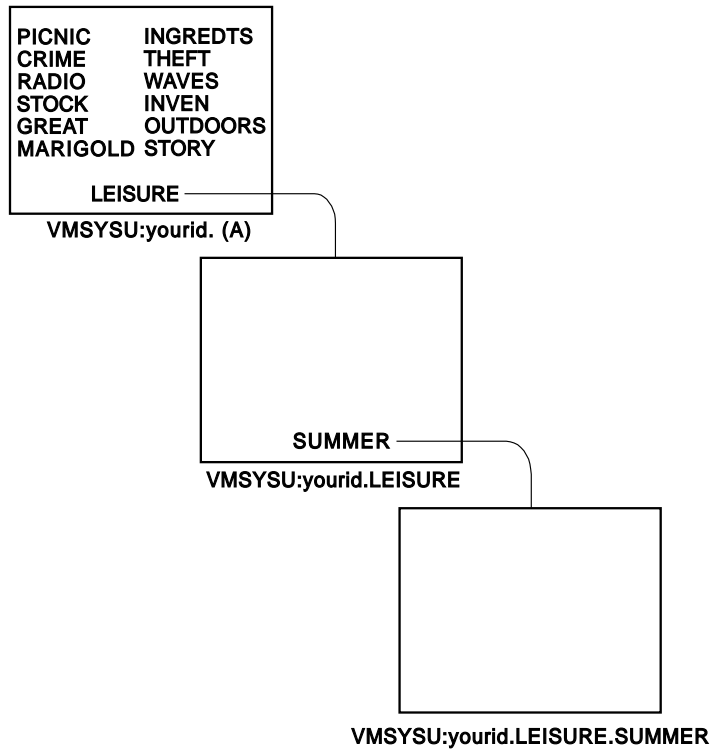 PICNIC INGREDTS
CRIME THEFT
RADIO WAVES
STOCK INVEN
GREAT OUTDOORS
MARIGOLD STORY
LEISURE
VMSYSU:yourid. (A)
SUMMER
VMSYSU:yourid.LEISURE
VMSYSU:yourid.LEISURE.SUMMER